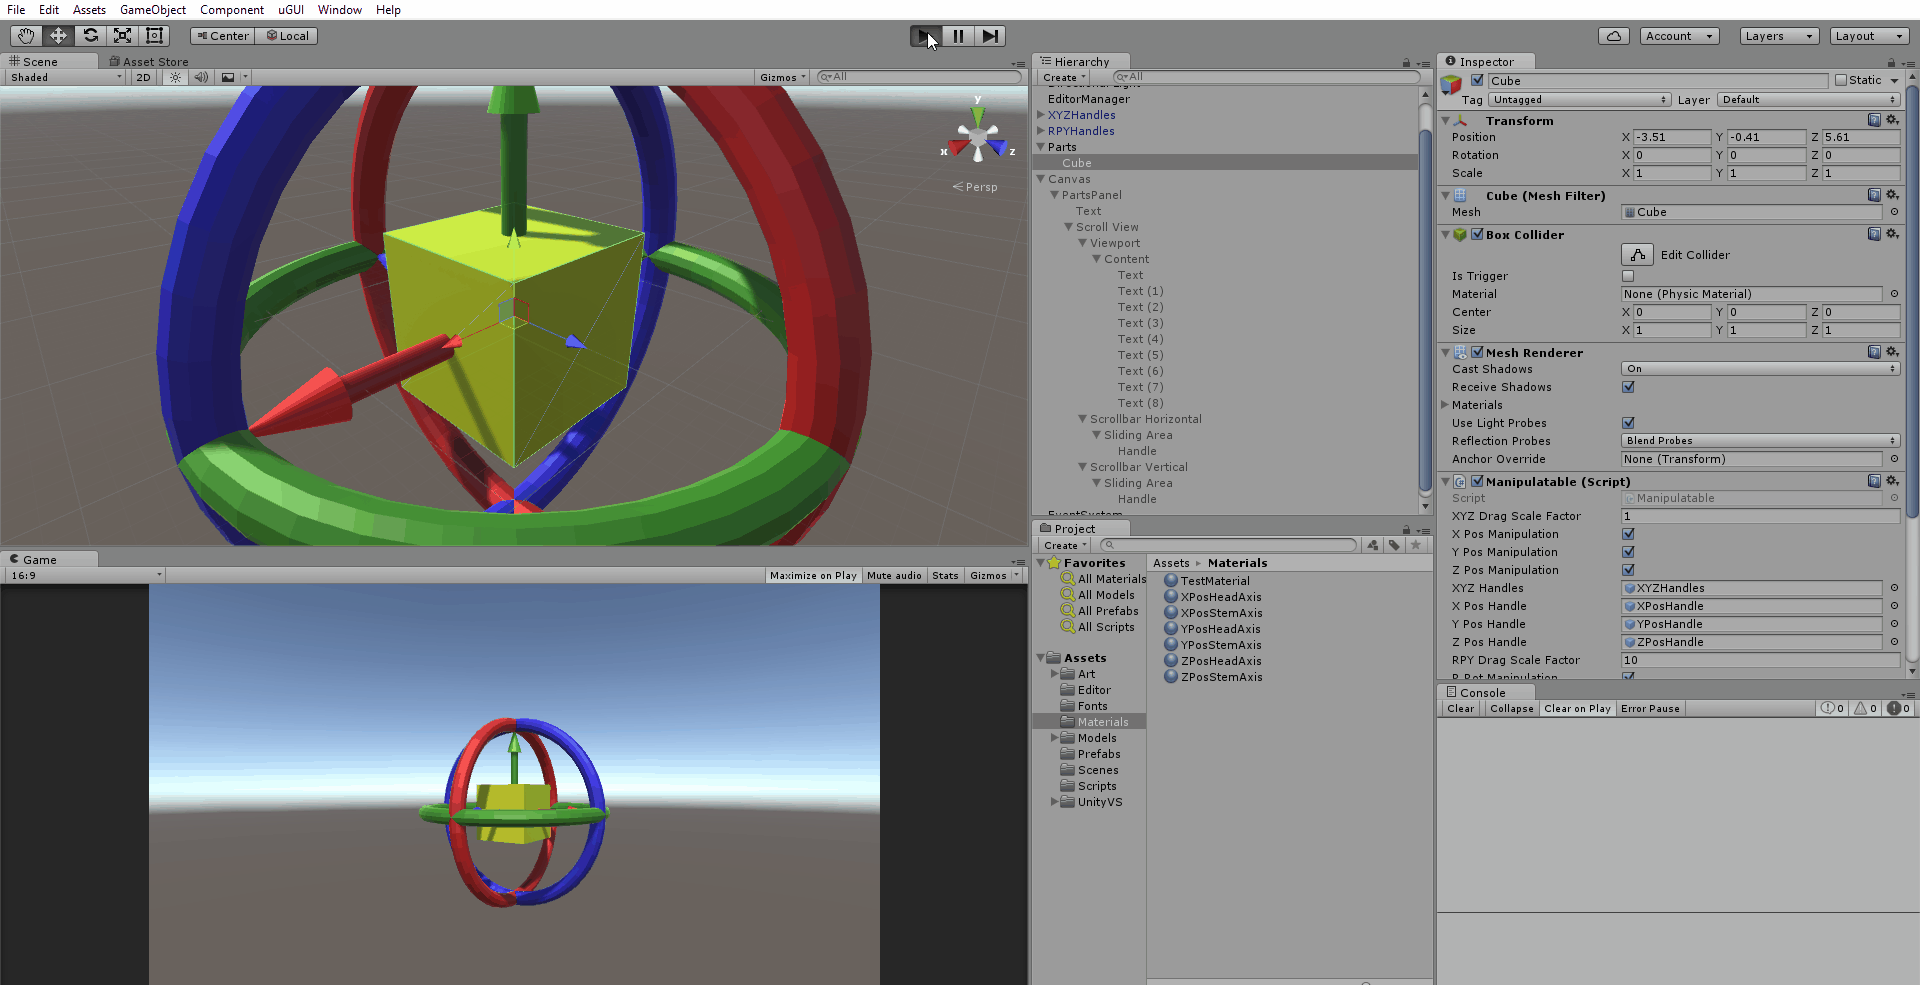 File Edit Assets GameObject Component uGUI Window Help
Center Local
Account Layers Layout
Scene Asset Store
Shaded 2D Gizmos All
y
x z
Persp
Game
16:9 Maximize on Play Mute audio Stats Gizmos
Hierarchy
Create All
EditorManager
XYZHandles
RPYHandles
Parts
Cube
Canvas
PartsPanel
Text
Scroll View
Viewport
Content
Text
Text (1)
Text (2)
Text (3)
Text (4)
Text (5)
Text (6)
Text (7)
Text (8)
Scrollbar Horizontal
Sliding Area
Handle
Scrollbar Vertical
Sliding Area
Handle
EventSystem
Project
Create
Favorites
All Materials
All Models
All Prefabs
All Scripts
Assets
Art
Editor
Fonts
Materials
Models
Prefabs
Scenes
Scripts
UnityVS
Assets Materials
TestMaterial
XPosHeadAxis
XPosStemAxis
YPosHeadAxis
YPosStemAxis
ZPosHeadAxis
ZPosStemAxis
Inspector
Cube Static
Tag Untagged Layer Default
Transform
Position X -3.51 Y -0.41 Z 5.61
Rotation X 0 Y 0 Z 0
Scale X 1 Y 1 Z 1
Cube (Mesh Filter)
Mesh Cube
Box Collider
Edit Collider
Is Trigger
Material None (Physic Material)
Center X 0 Y 0 Z 0
Size X 1 Y 1 Z 1
Mesh Renderer
Cast Shadows On
Receive Shadows
Materials
Use Light Probes
Reflection Probes Blend Probes
Anchor Override None (Transform)
Manipulatable (Script)
Script Manipulatable
XYZ Drag Scale Factor 1
X Pos Manipulation
Y Pos Manipulation
Z Pos Manipulation
XYZ Handles XYZHandles
X Pos Handle XPosHandle
Y Pos Handle YPosHandle
Z Pos Handle ZPosHandle
RPY Drag Scale Factor 10
R Rot Manipulation
Console
Clear Collapse Clear on Play Error Pause 0 0 0